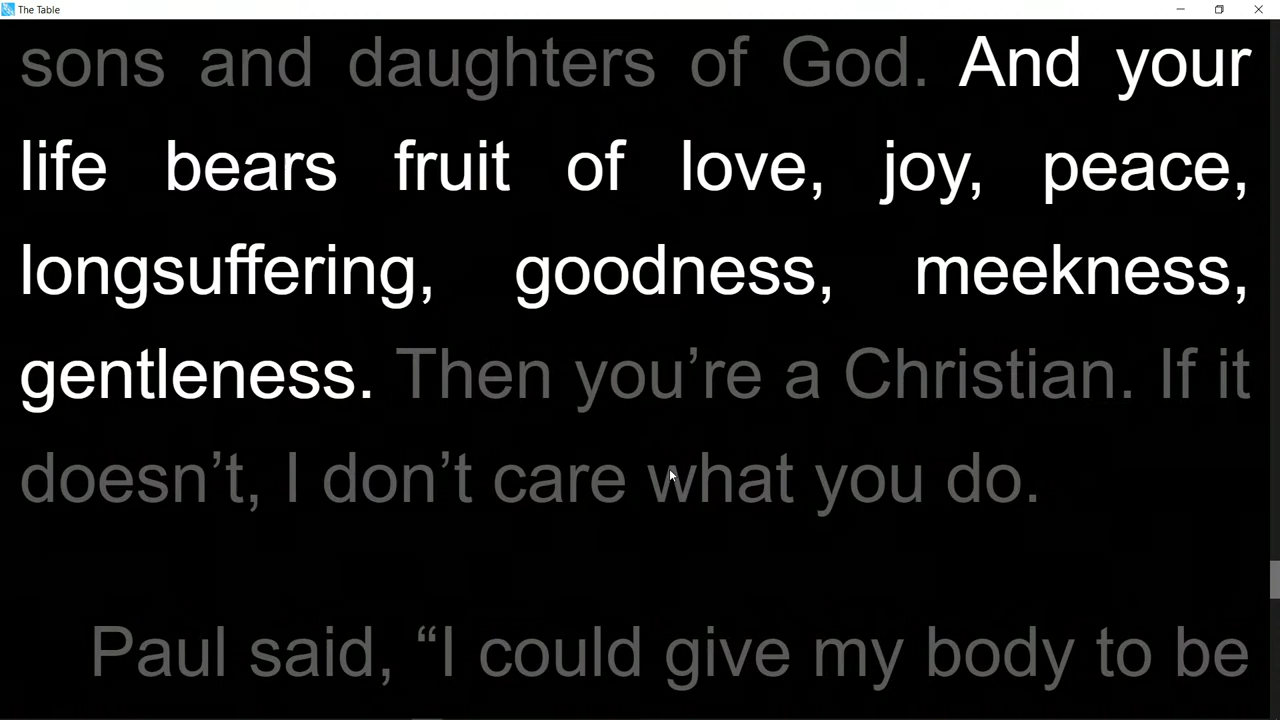 The Table
sons and daughters of God. And your
life bears fruit of love, joy, peace,
longsuffering, goodness, meekness,
gentleness. Then you’re a Christian. If it
doesn’t, I don’t care what you do.
Paul said, “I could give my body to be